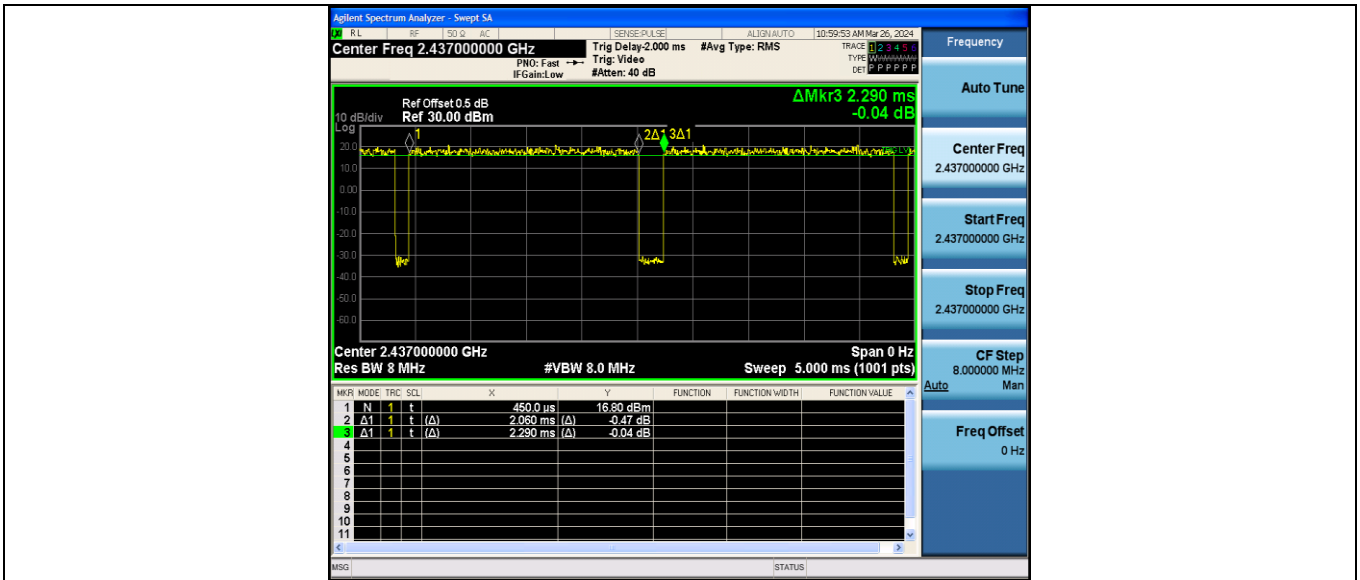 Agilent Spectrum Analyzer - Swept SA
RL RF 50 Ω AC SENSE:PULSE ALIGNAUTO 10:59:53 AM Mar 26, 2024
Center Freq 2.437000000 GHz
PNO: Fast
IFGain:Low
Trig Delay-2.000 ms
Trig: Video
#Atten: 40 dB
#Avg Type: RMS
TRACE 1 2 3 4 5 6
TYPE
DET P P P P P P
Ref Offset 0.5 dB
10 dB/div Ref 30.00 dBm
Log
ΔMkr3 2.290 ms
-0.04 dB
1
2Δ1
3Δ1
20.0
10.0
0.00
-10.0
-20.0
-30.0
-40.0
-50.0
-60.0
Center 2.437000000 GHz Span 0 Hz
Res BW 8 MHz #VBW 8.0 MHz Sweep 5.000 ms (1001 pts)
MKR MODE TRC SCL X Y FUNCTION FUNCTION WIDTH FUNCTION VALUE
1 N 1 t 450.0 us 16.80 dBm
2 Δ1 1 t (Δ) 2.060 ms (Δ) -0.47 dB
3 Δ1 1 t (Δ) 2.290 ms (Δ) -0.04 dB
4
5
6
7
8
9
10
11
MSG STATUS
Frequency
Auto Tune
Center Freq
2.437000000 GHz
Start Freq
2.437000000 GHz
Stop Freq
2.437000000 GHz
CF Step
8.000000 MHz
Auto Man
Freq Offset
0 Hz